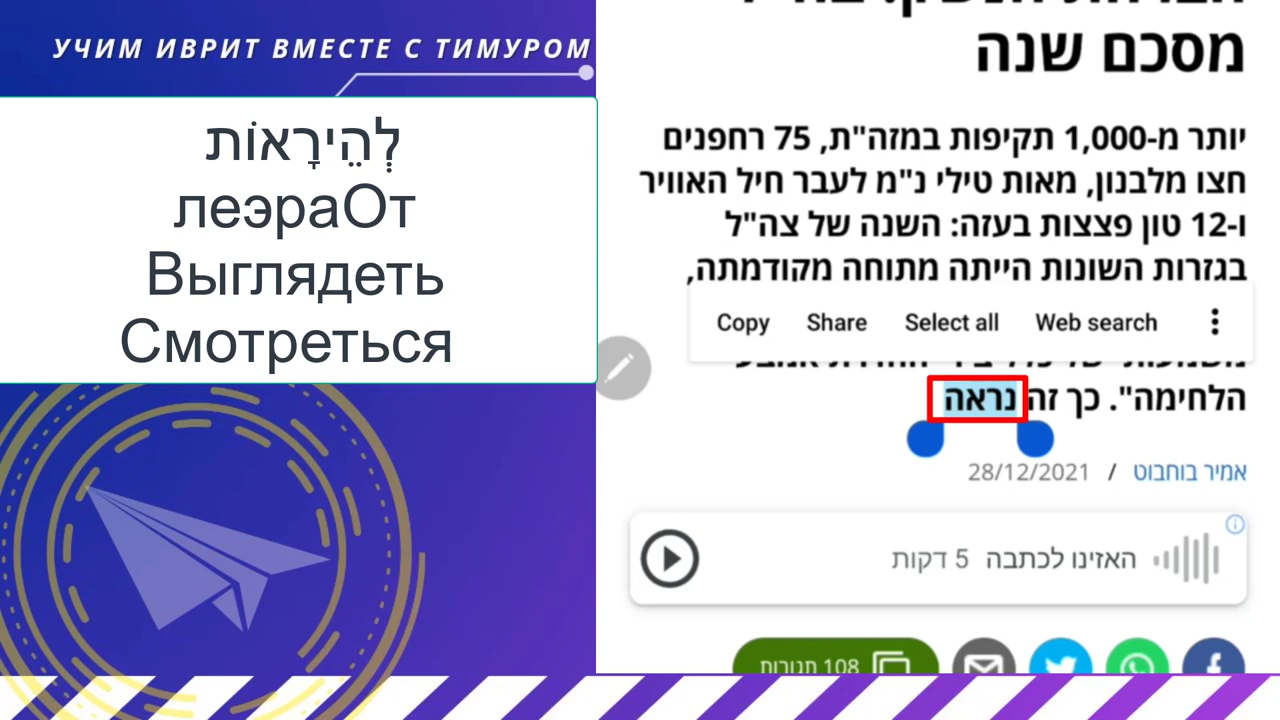 УЧИМ ИВРИТ ВМЕСТЕ С ТИМУРОМ
לְהֵירָאוֹת
леэраОт
Выглядеть
Смотреться
מסכם שנה
יותר מ-1,000 תקיפות במזה"ת, 75 רחפנים
חצו מלבנון, מאות טילי נ"מ לעבר חיל האוויר
ו-12 טון פצצות בעזה: השנה של צה"ל
בגזרות השונות הייתה מתוחה מקודמתה,
Copy Share Select all Web search
הלחימה". כך זה נראה
אמיר בוחבוט / 28/12/2021
האזינו לכתבה 5 דקות
108 תגובות